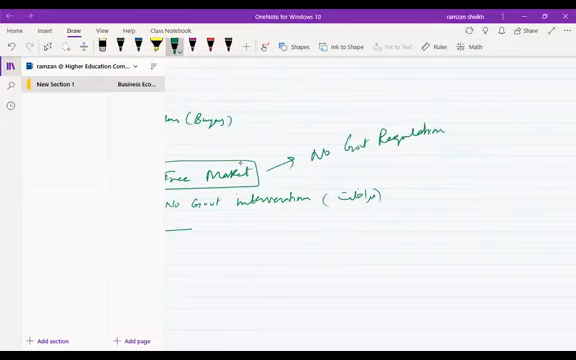 OneNote for Windows 10
ramzan sheikh
Home Insert Draw View Help Class Notebook
Share
Shapes Ink to Shape Ink to Text Ruler Math
ramzan @ Higher Education Com...
New Section 1 Business Eco...
(Buyers)
No Govt Regulation
Free Market
No Govt intervention (مداخلت)
Add section Add page